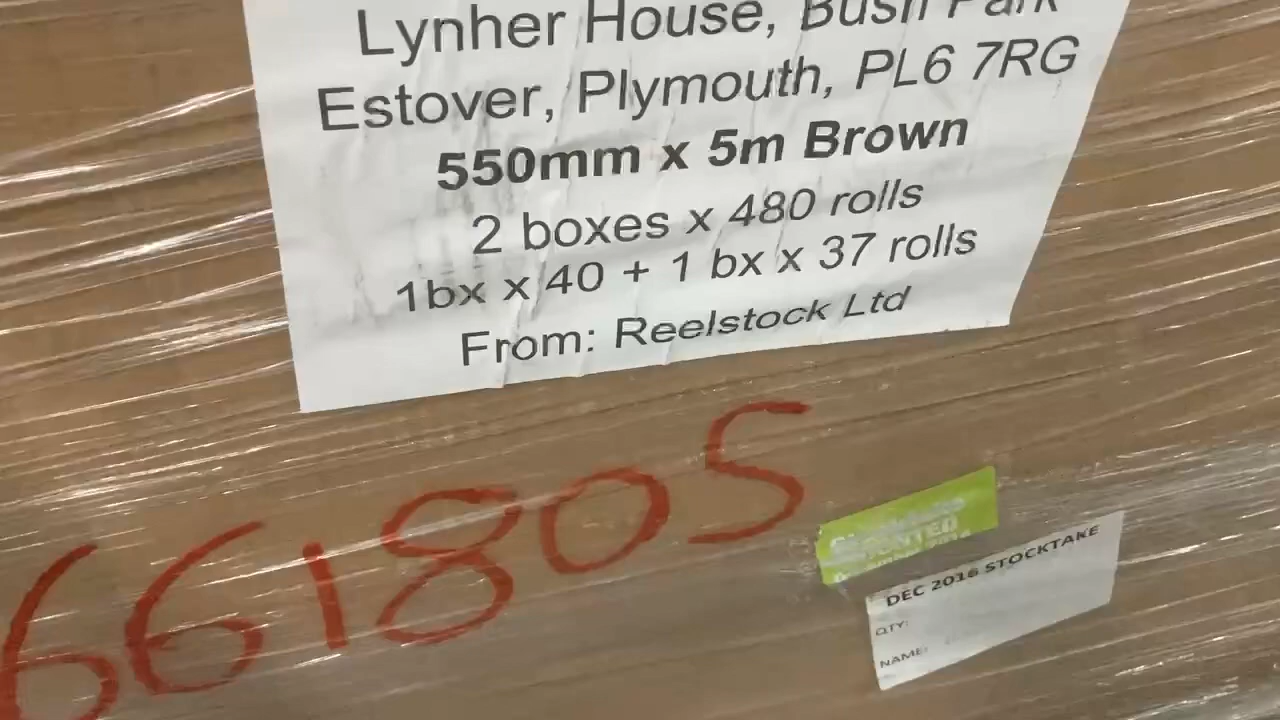 Lynher House, Bush Park
Estover, Plymouth, PL6 7RG
550mm x 5m Brown
2 boxes x 480 rolls
1bx x 40 + 1 bx x 37 rolls
From: Reelstock Ltd
661805
DEC 2016 STOCKTAKE
QTY:
NAME: